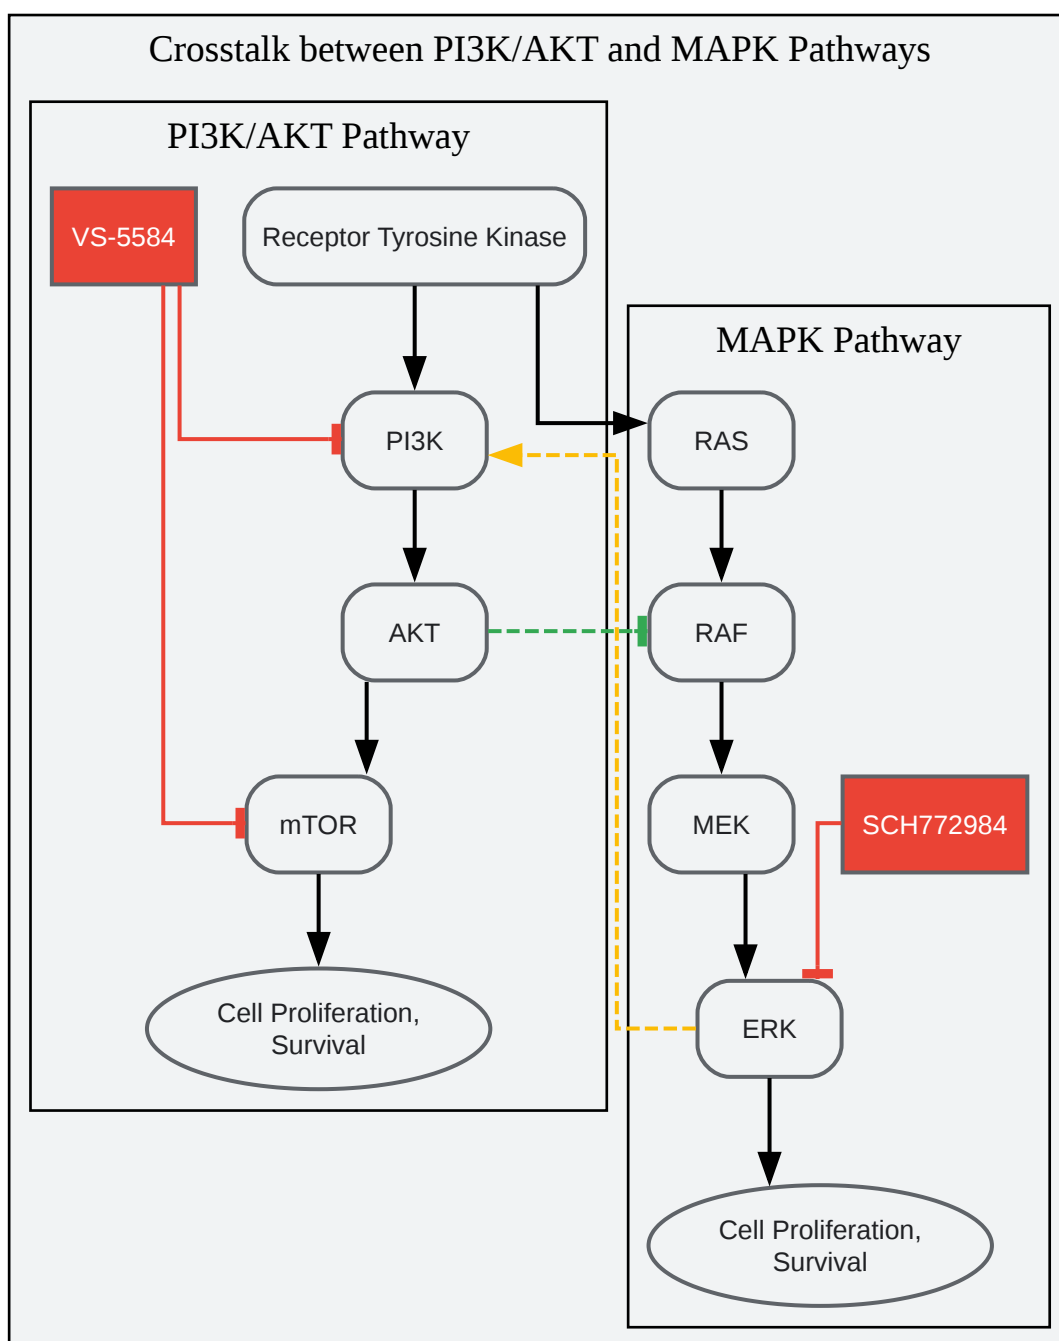 Crosstalk between PI3K/AKT and MAPK Pathways
PI3K/AKT Pathway
VS-5584
Receptor Tyrosine Kinase
MAPK Pathway
PI3K
RAS
AKT
RAF
mTOR
MEK
SCH772984
Cell Proliferation,
Survival
ERK
Cell Proliferation,
Survival